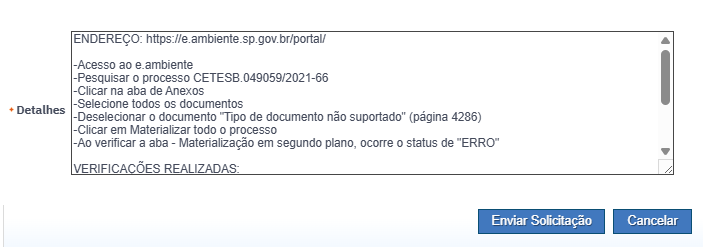 ENDEREÇO: https://e.ambiente.sp.gov.br/portal/
-Acesso ao e.ambiente
-Pesquisar o processo CETESB.049059/2021-66
-Clicar na aba de Anexos
-Selecione todos os documentos
Detalhes
-Deselecionar o documento "Tipo de documento não suportado" (página 4286)
-Clicar em Materializar todo o processo
-Ao verificar a aba - Materialização em segundo plano, ocorre o status de "ERRO"
VERIFICAÇÕES REALIZADAS:
Enviar Solicitação
Cancelar